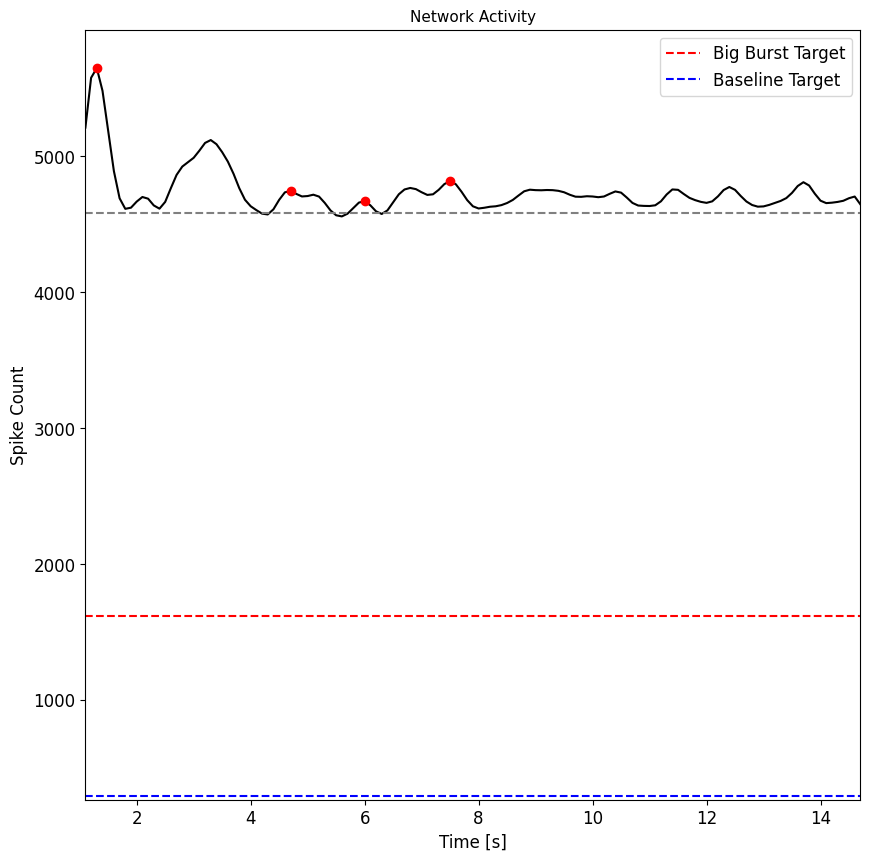 Network Activity
Big Burst Target
Baseline Target
Spike Count
5000
4000
3000
2000
1000
2 4 6 8 10 12 14
Time [s]